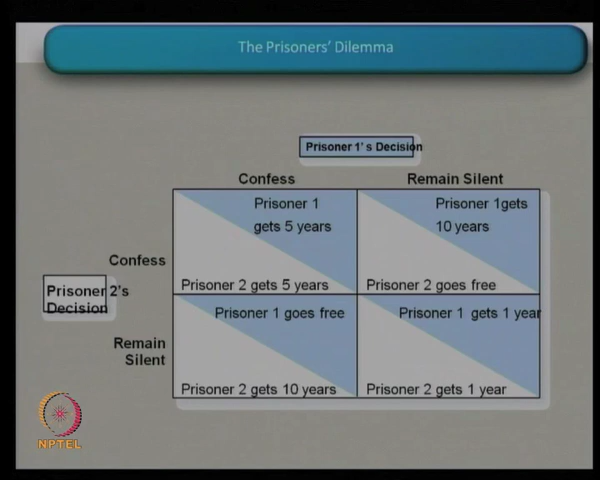 The Prisoners' Dilemma
Prisoner 1' s Decision
Confess
Remain Silent
Prisoner 1
gets 5 years
Prisoner 1gets
10 years
Confess
Prisoner 2 gets 5 years
Prisoner 2 goes free
Prisoner 2's
Decision
Prisoner 1 goes free
Prisoner 1 gets 1 year
Remain
Silent
Prisoner 2 gets 10 years
Prisoner 2 gets 1 year
NPTEL